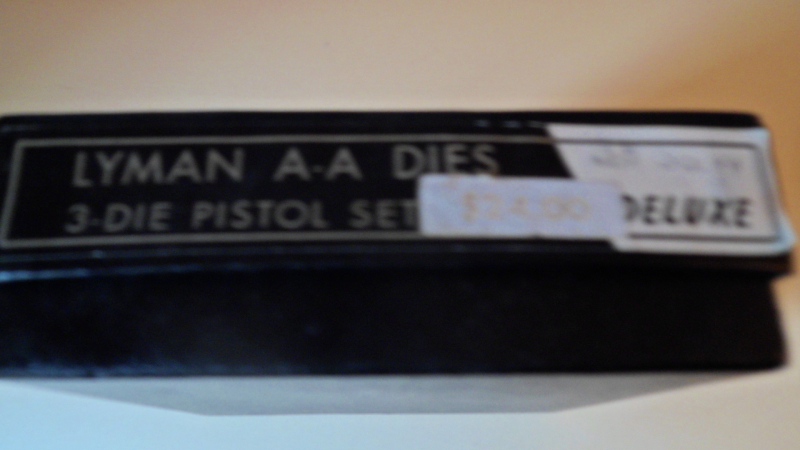 LYMAN A-A DIES
3-DIE PISTOL SET
$24.00
DELUXE